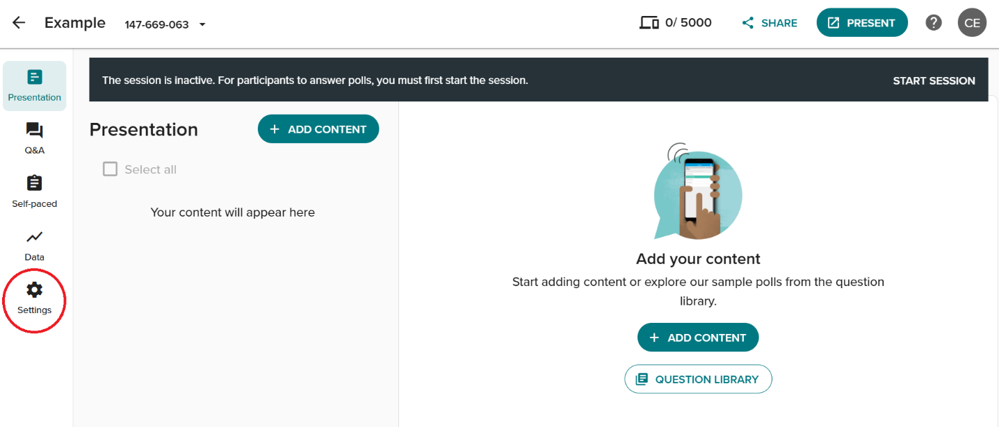 Example 147-669-063
0/ 5000 SHARE PRESENT ? CE
The session is inactive. For participants to answer polls, you must first start the session. START SESSION
Presentation
Q&A
Self-paced
Data
Settings
Presentation + ADD CONTENT
Select all
Your content will appear here
Add your content
Start adding content or explore our sample polls from the question
library.
+ ADD CONTENT
QUESTION LIBRARY